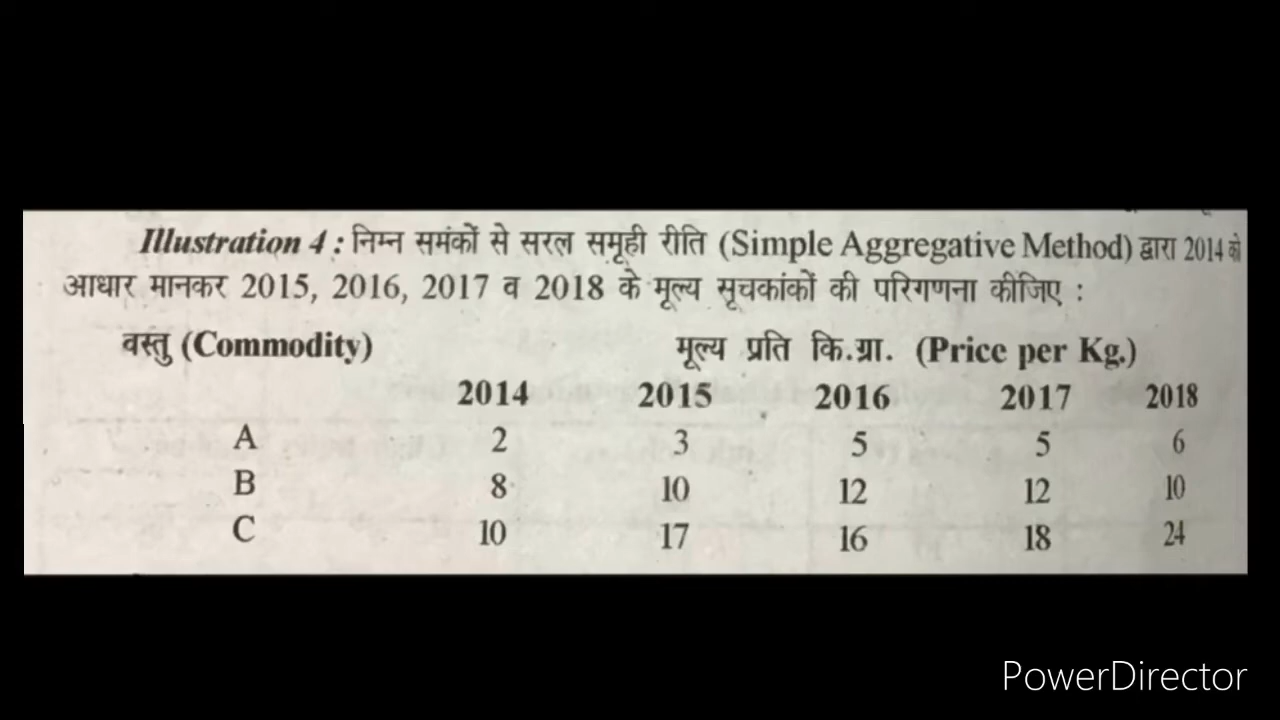 Illustration 4 : निम्न समंकों से सरल समूही रीति (Simple Aggregative Method) द्वारा 2014 को
आधार मानकर 2015, 2016, 2017 व 2018 के मूल्य सूचकांकों की परिगणना कीजिए :
वस्तु (Commodity) मूल्य प्रति कि.ग्रा. (Price per Kg.)
2014 2015 2016 2017 2018
A 2 3 5 5 6
B 8 10 12 12 10
C 10 17 16 18 24
PowerDirector